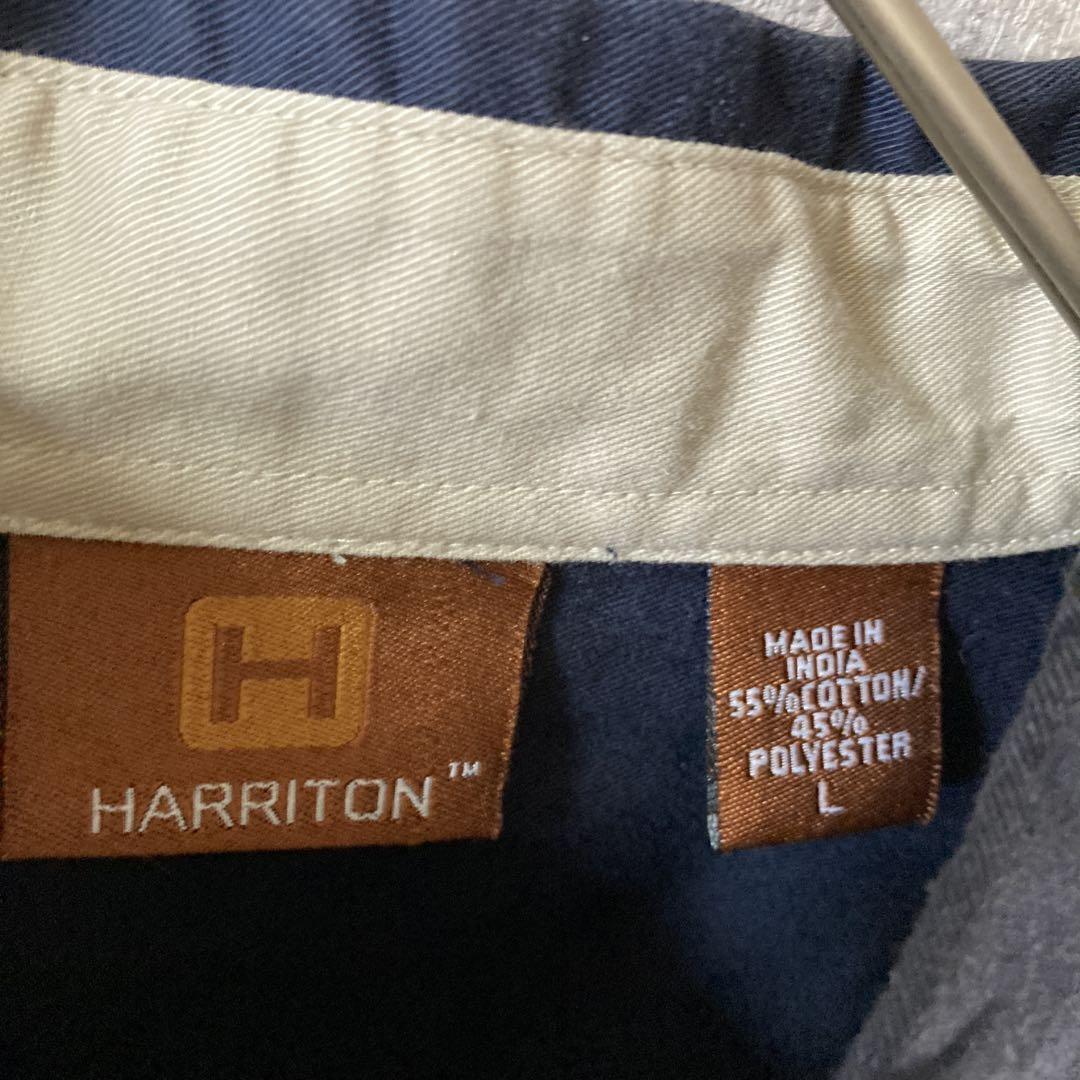 H
HARRITON™
MADE IN
INDIA
55%COTTON/
45%
POLYESTER
L